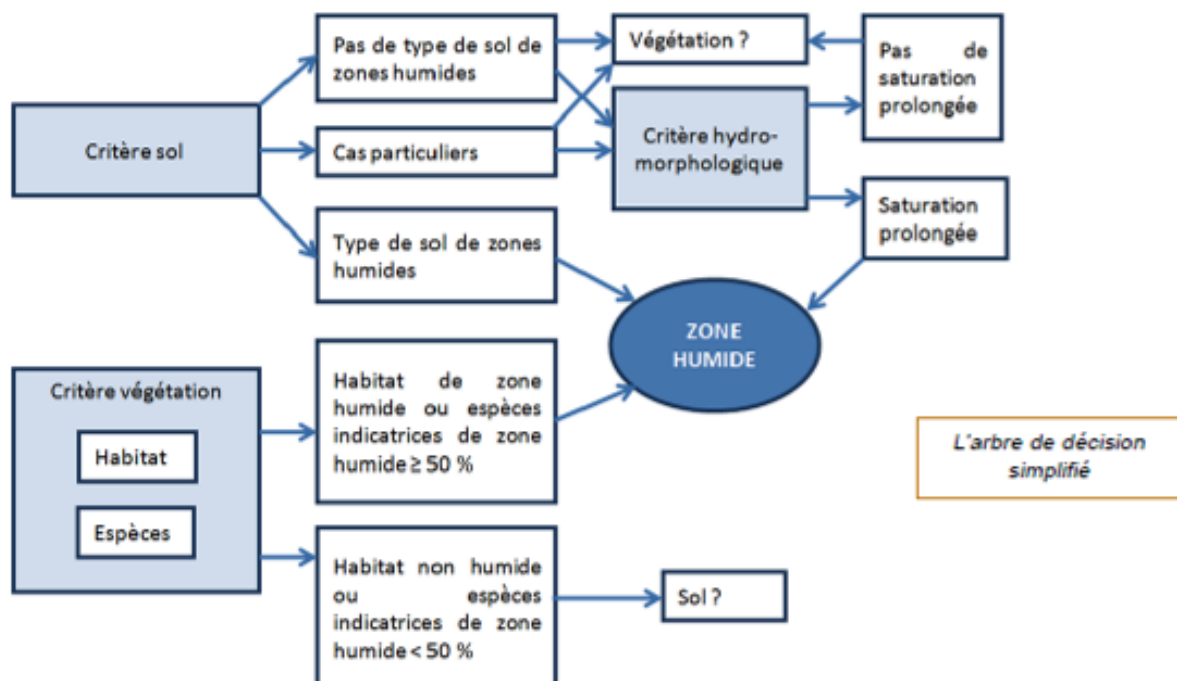 Critère sol
Pas de type de sol de
zones humides
Cas particuliers
Type de sol de zones
humides
Végétation ?
Critère hydro-
morphologique
Pas de
saturation
prolongée
Saturation
prolongée
ZONE
HUMIDE
Critère végétation
Habitat
Espèces
Habitat de zone
humide ou espèces
indicatrices de zone
humide ≥ 50 %
Habitat non humide
ou espèces
indicatrices de zone
humide < 50 %
Sol ?
L'arbre de décision
simplifié